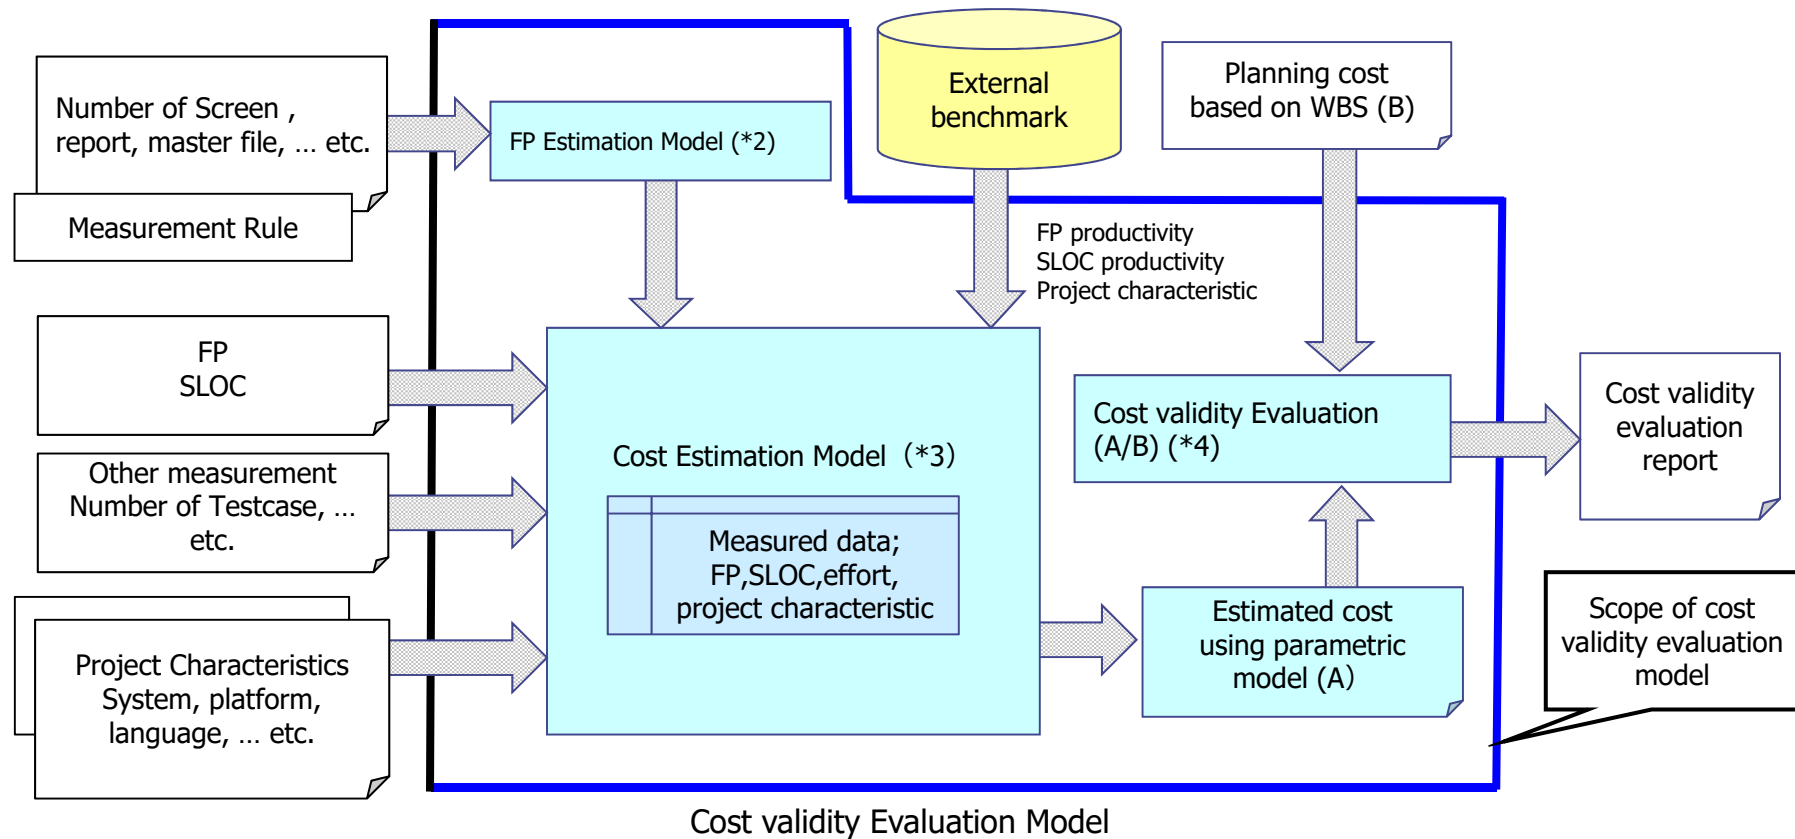 Number of Screen ,
report, master file, … etc.
Measurement Rule
FP Estimation Model (*2)
External
benchmark
Planning cost
based on WBS (B)
FP productivity
SLOC productivity
Project characteristic
FP
SLOC
Other measurement
Number of Testcase, …
etc.
Project Characteristics
System, platform,
language, … etc.
Cost Estimation Model（*3）
Measured data;
FP,SLOC,effort,
project characteristic
Cost validity Evaluation
(A/B) (*4)
Estimated cost
using parametric
model (A）
Cost validity
evaluation
report
Scope of cost
validity evaluation
model
Cost validity Evaluation Model